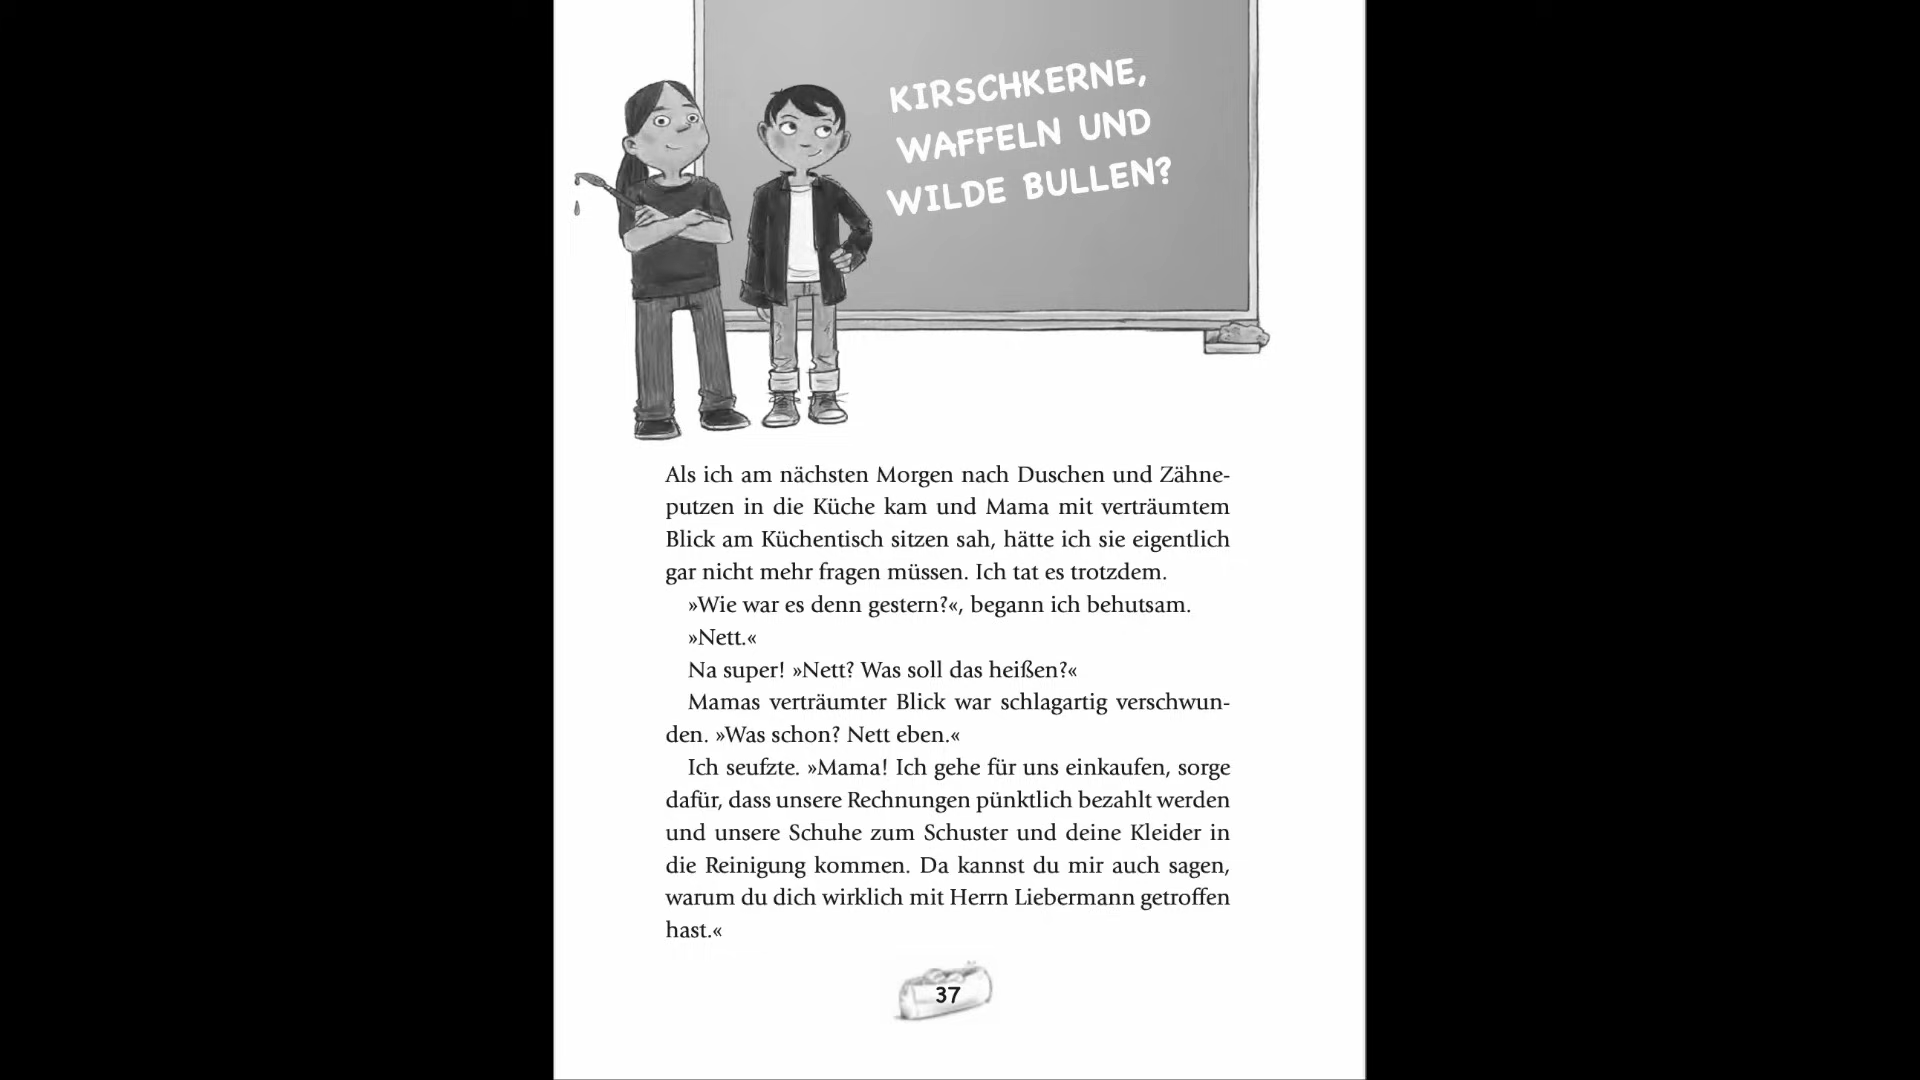 KIRSCHKERNE,
WAFFELN UND
WILDE BULLEN?
Als ich am nächsten Morgen nach Duschen und Zähne-
putzen in die Küche kam und Mama mit verträumtem
Blick am Küchentisch sitzen sah, hätte ich sie eigentlich
gar nicht mehr fragen müssen. Ich tat es trotzdem.
»Wie war es denn gestern?«, begann ich behutsam.
»Nett.«
Na super! »Nett? Was soll das heißen?«
Mamas verträumter Blick war schlagartig verschwun-
den. »Was schon? Nett eben.«
Ich seufzte. »Mama! Ich gehe für uns einkaufen, sorge
dafür, dass unsere Rechnungen pünktlich bezahlt werden
und unsere Schuhe zum Schuster und deine Kleider in
die Reinigung kommen. Da kannst du mir auch sagen,
warum du dich wirklich mit Herrn Liebermann getroffen
hast.«
37